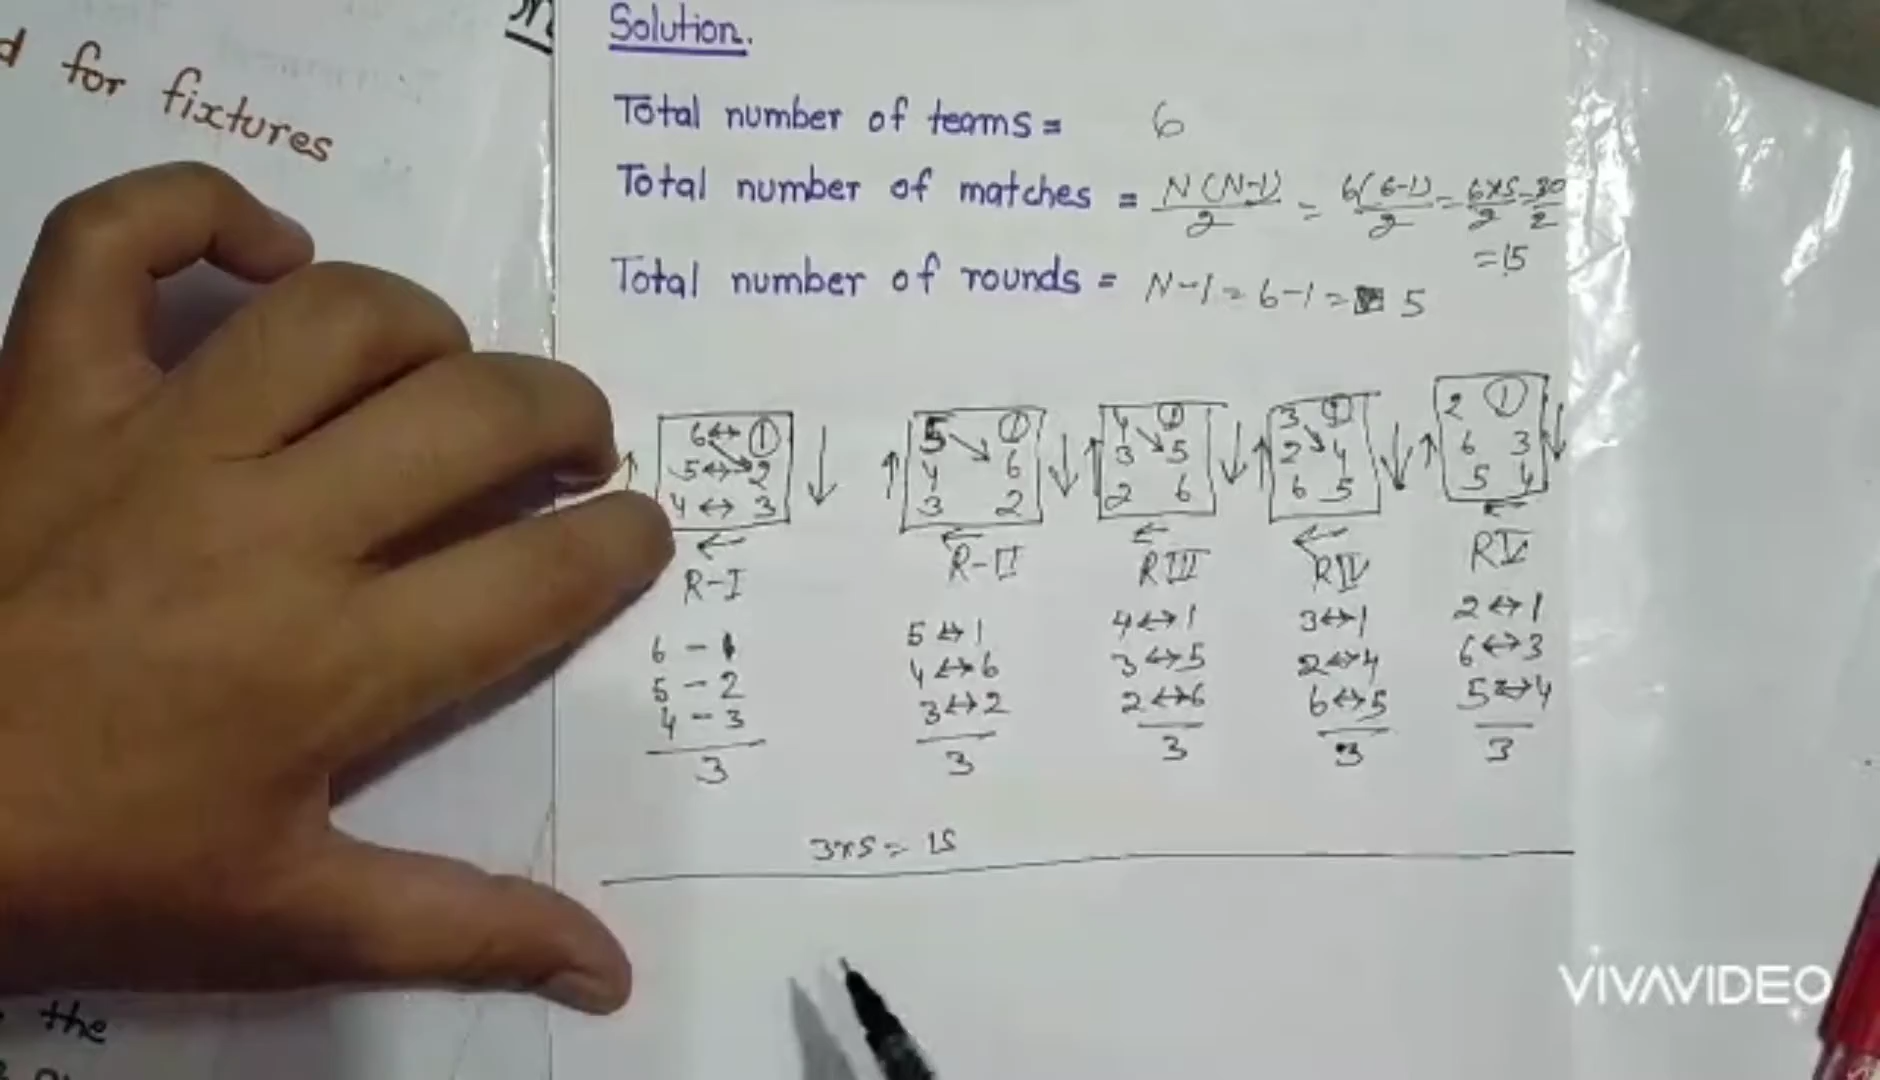 d for fixtures
Solution.
Total number of teams = 6
Total number of matches = N(N-1)/2 = 6(6-1)/2 = 6×5/2 = 30/2
= 15
Total number of rounds = N-1 = 6-1 = 5
6 ↔ ① 5 ① 4 ① 3 ① 2 ①
5 ↔ 2 4 6 3 5 2 4 6 3
4 ↔ 3 3 2 2 6 6 5 5 4
R-I R-II RIII RIV RV
6 - 1 5 ↔ 1 4 ↔ 1 3 ↔ 1 2 ↔ 1
5 - 2 4 ↔ 6 3 ↔ 5 2 ↔ 4 6 ↔ 3
4 - 3 3 ↔ 2 2 ↔ 6 6 ↔ 5 5 ↔ 4
3 3 3 3 3
3×5 = 15
the
VIVAVIDEO